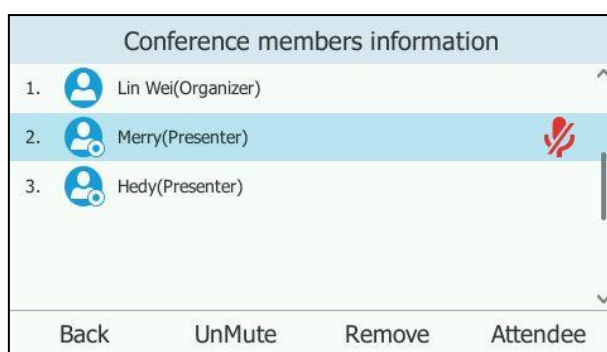 Conference members information
1. Lin Wei(Organizer)
2. Merry(Presenter)
3. Hedy(Presenter)
Back UnMute Remove Attendee